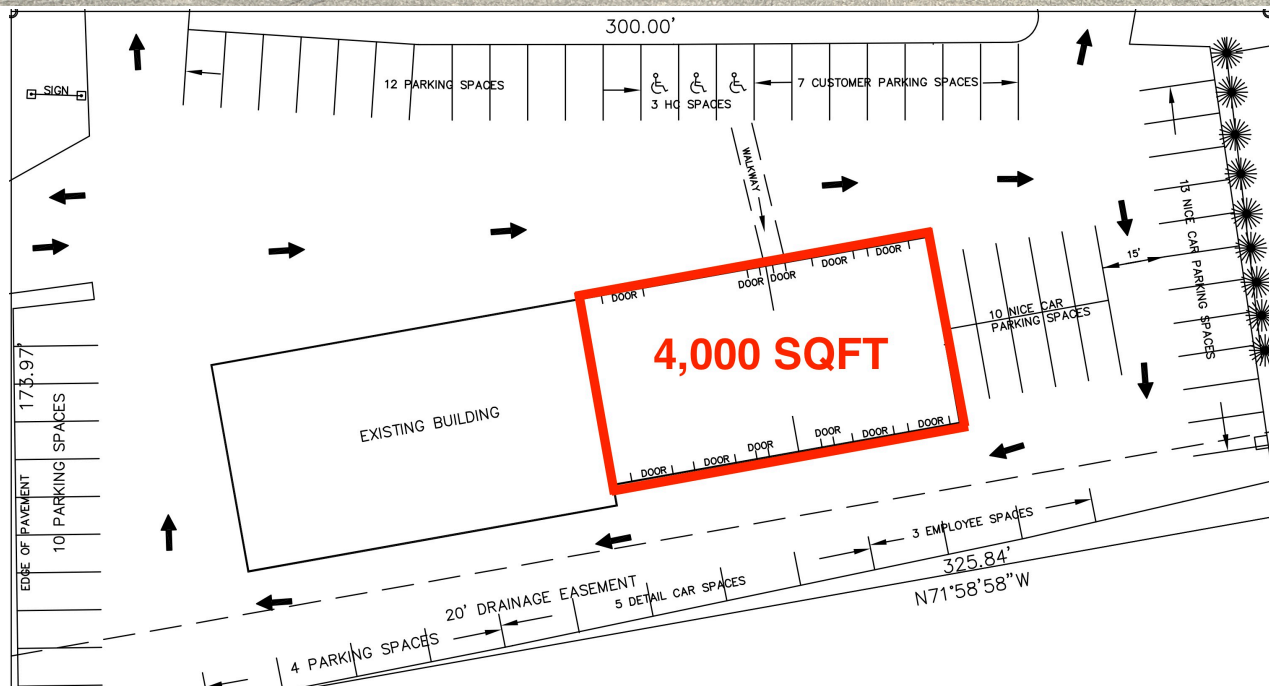 300.00'
SIGN
12 PARKING SPACES
3 HC SPACES
7 CUSTOMER PARKING SPACES
WALKWAY
13 NICE CAR PARKING SPACES
15'
DOOR
DOOR
DOOR
DOOR
DOOR
10 NICE CAR
PARKING SPACES
4,000 SQFT
EXISTING BUILDING
DOOR
DOOR
DOOR
DOOR
DOOR
DOOR
173.97'
10 PARKING SPACES
EDGE OF PAVEMENT
3 EMPLOYEE SPACES
325.84'
N71°58'58"W
20' DRAINAGE EASEMENT
5 DETAIL CAR SPACES
4 PARKING SPACES